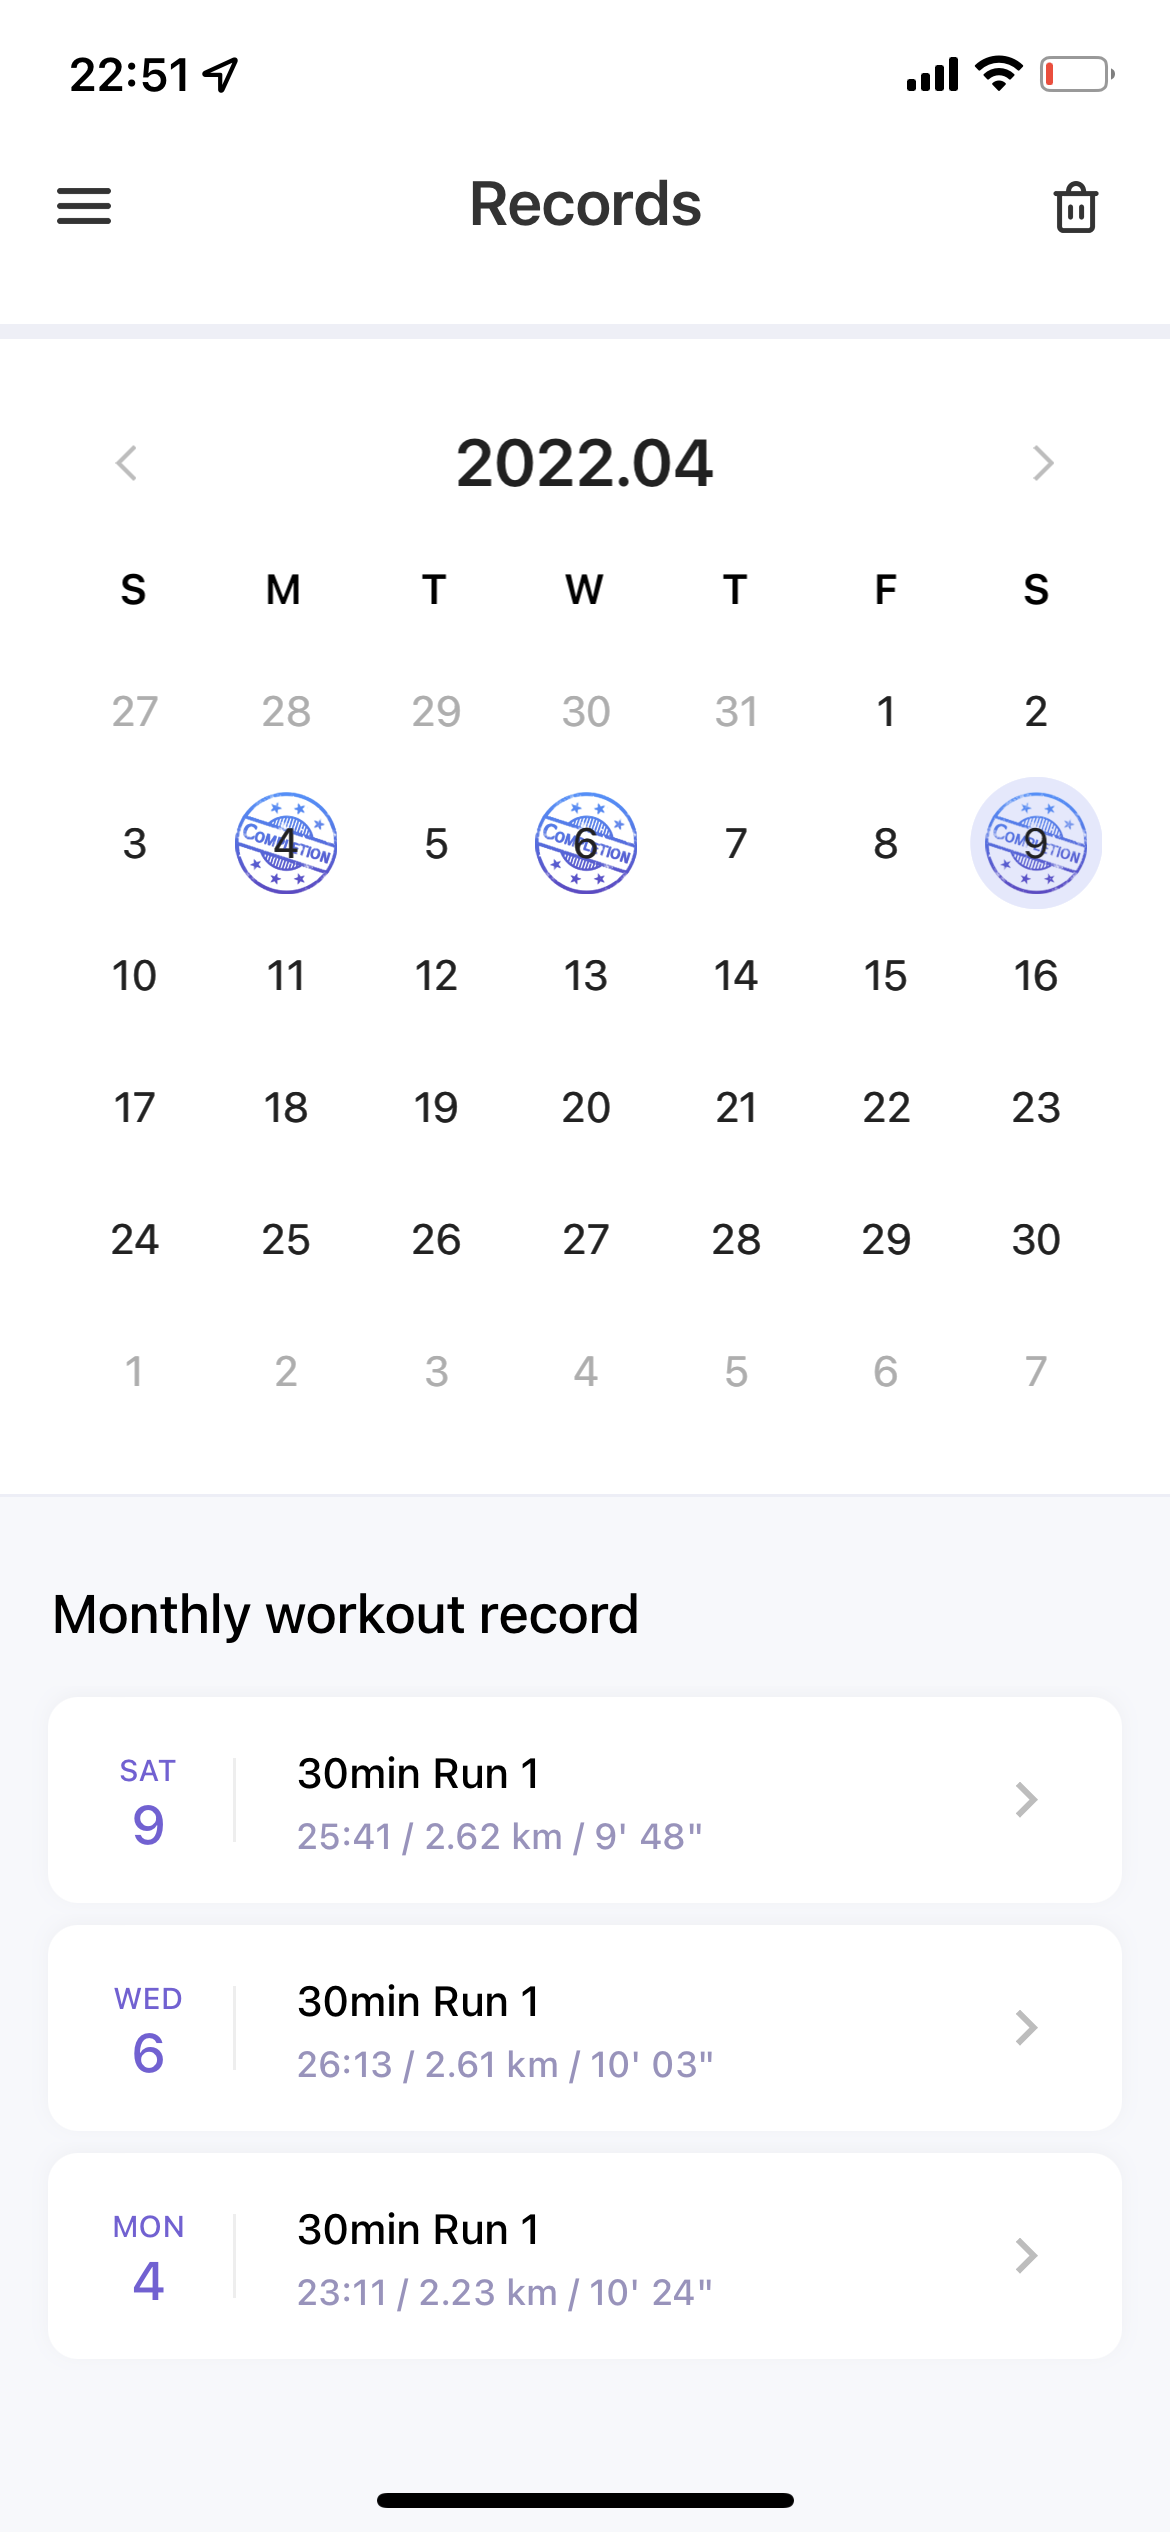 22:51
Records
2022.04
S M T W T F S
27 28 29 30 31 1 2
3 4 5 6 7 8 9
COMPLETION COMPLETION COMPLETION
10 11 12 13 14 15 16
17 18 19 20 21 22 23
24 25 26 27 28 29 30
1 2 3 4 5 6 7
Monthly workout record
SAT
9
30min Run 1
25:41 / 2.62 km / 9' 48"
WED
6
30min Run 1
26:13 / 2.61 km / 10' 03"
MON
4
30min Run 1
23:11 / 2.23 km / 10' 24"